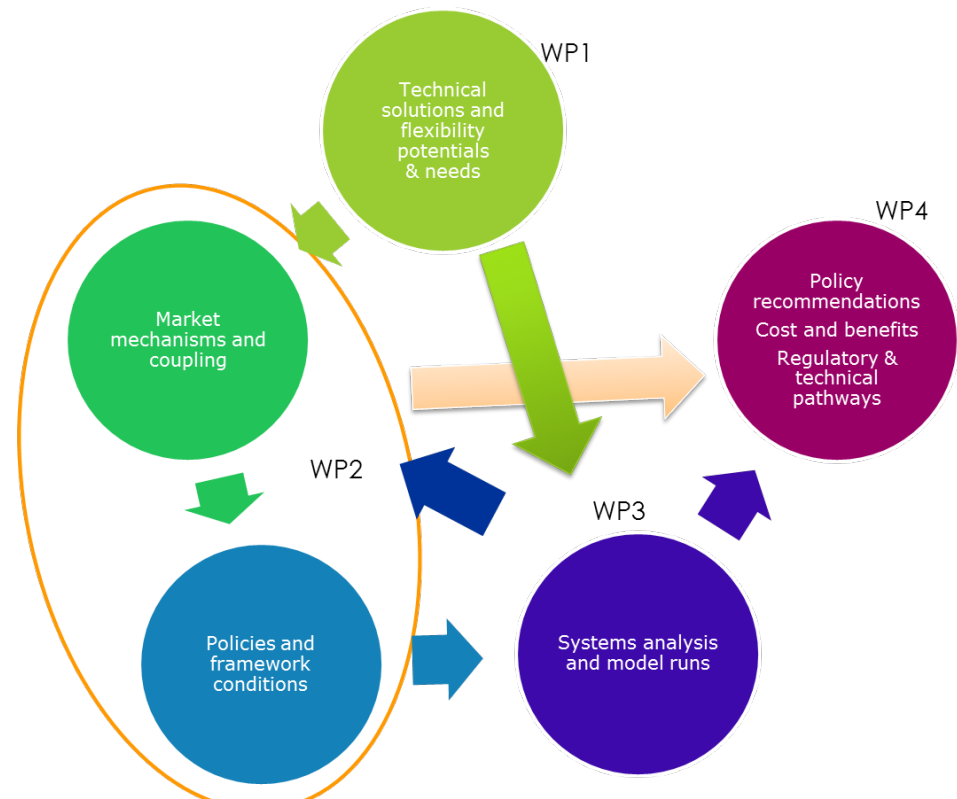 WP1
Technical
solutions and
flexibility
potentials
& needs
WP4
Policy
recommendations
Cost and benefits
Regulatory &
technical
pathways
Market
mechanisms and
coupling
WP2
WP3
Policies and
framework
conditions
Systems analysis
and model runs